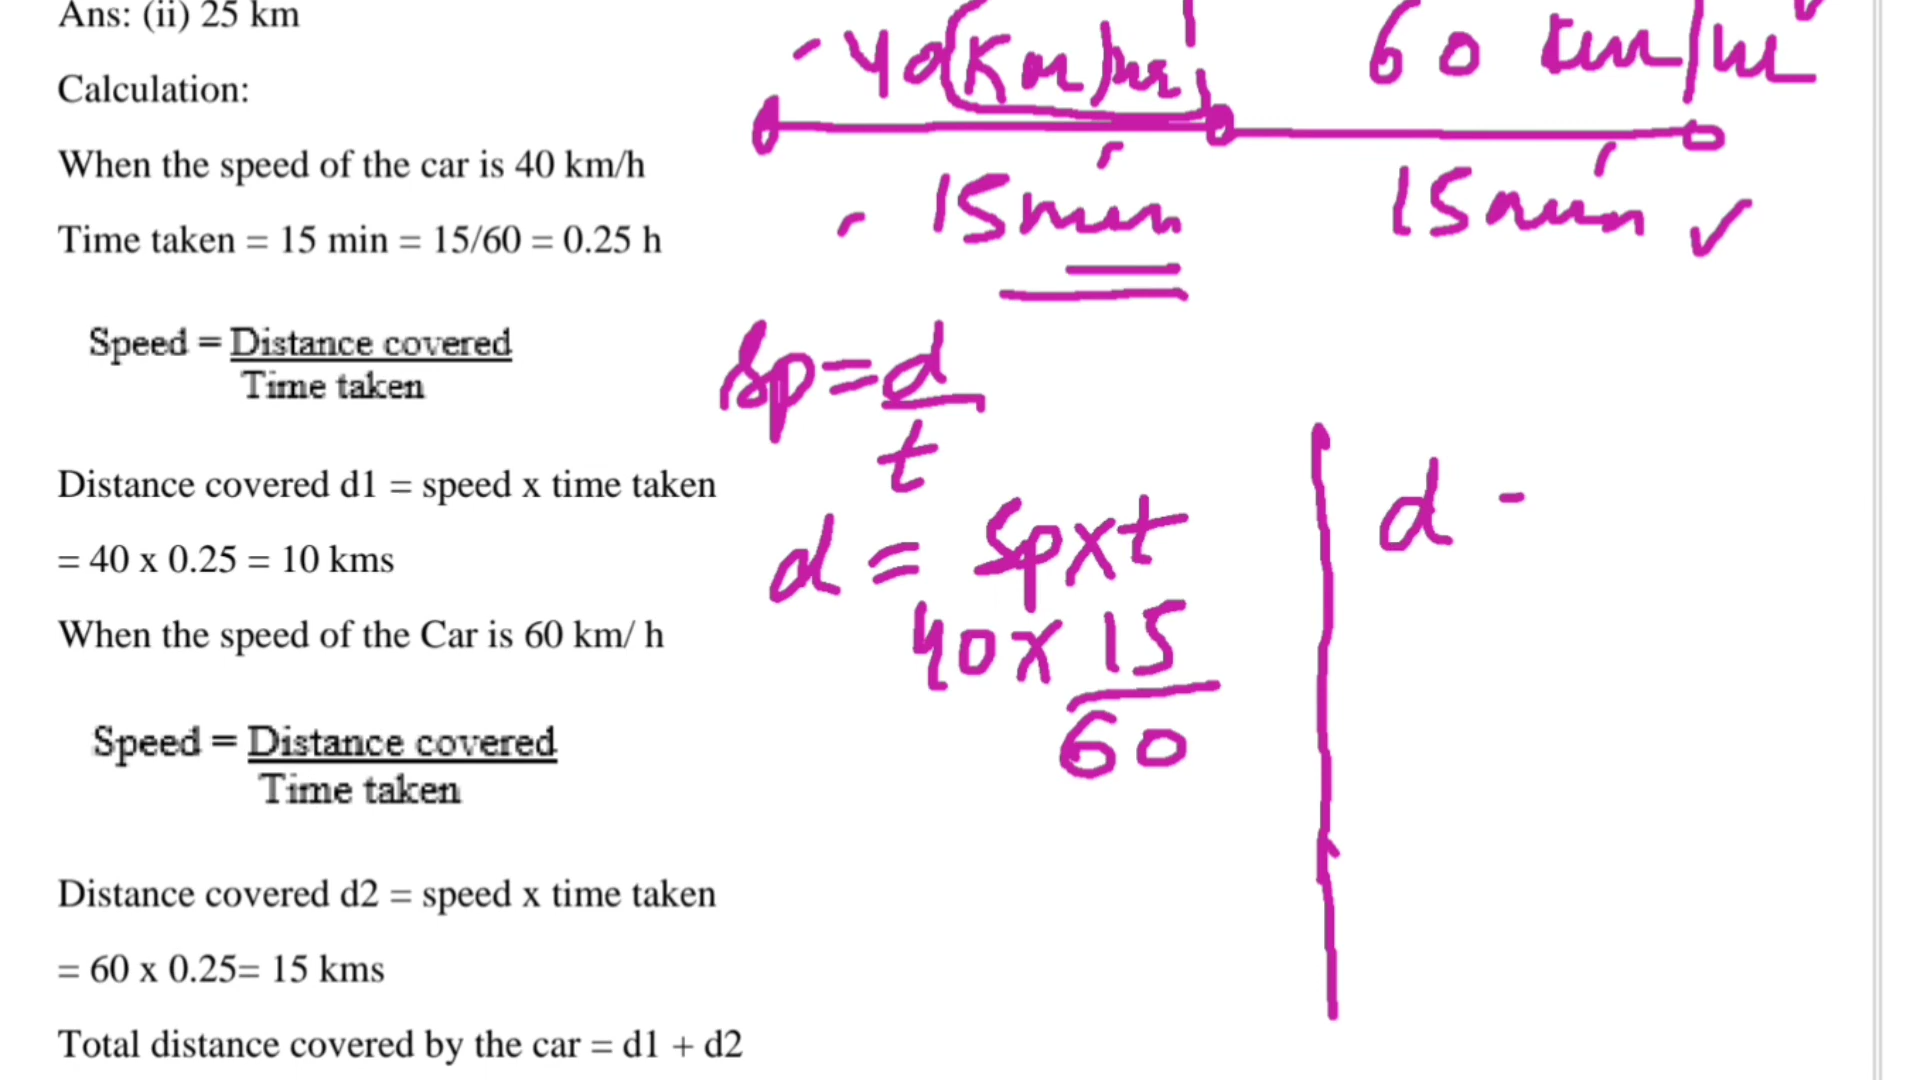 Ans: (ii) 25 km
Calculation:
When the speed of the car is 40 km/h
Time taken = 15 min = 15/60 = 0.25 h
Speed = Distance covered
Time taken
Distance covered d1 = speed x time taken
= 40 x 0.25 = 10 kms
When the speed of the Car is 60 km/ h
Speed = Distance covered
Time taken
Distance covered d2 = speed x time taken
= 60 x 0.25= 15 kms
Total distance covered by the car = d1 + d2
40 Km/hr
60 km/hr
15 min
15 min
Sp = d
t
d = Sp x t
40 x 15
60
d -